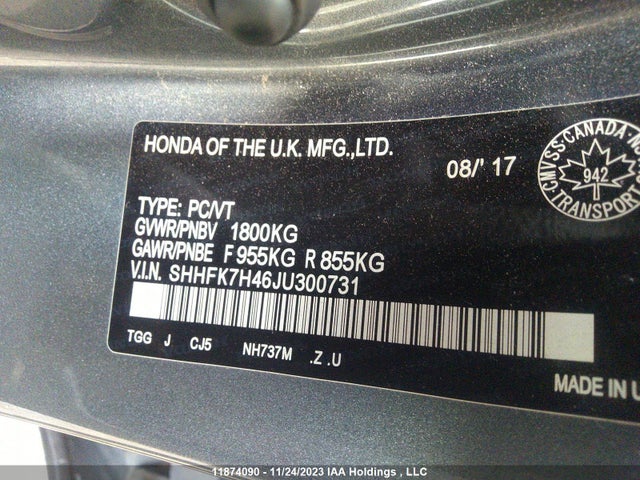 HONDA OF THE U.K. MFG.,LTD.
08/' 17
CMVSS·CANADA·N
942
TRANSPORT
TYPE: PC/VT
GVWR/PNBV 1800KG
GAWR/PNBE F 955KG R 855KG
V.I.N. SHHFK7H46JU300731
TGG J CJ5 NH737M .Z .U
MADE IN U
11874090 - 11/24/2023 IAA Holdings , LLC